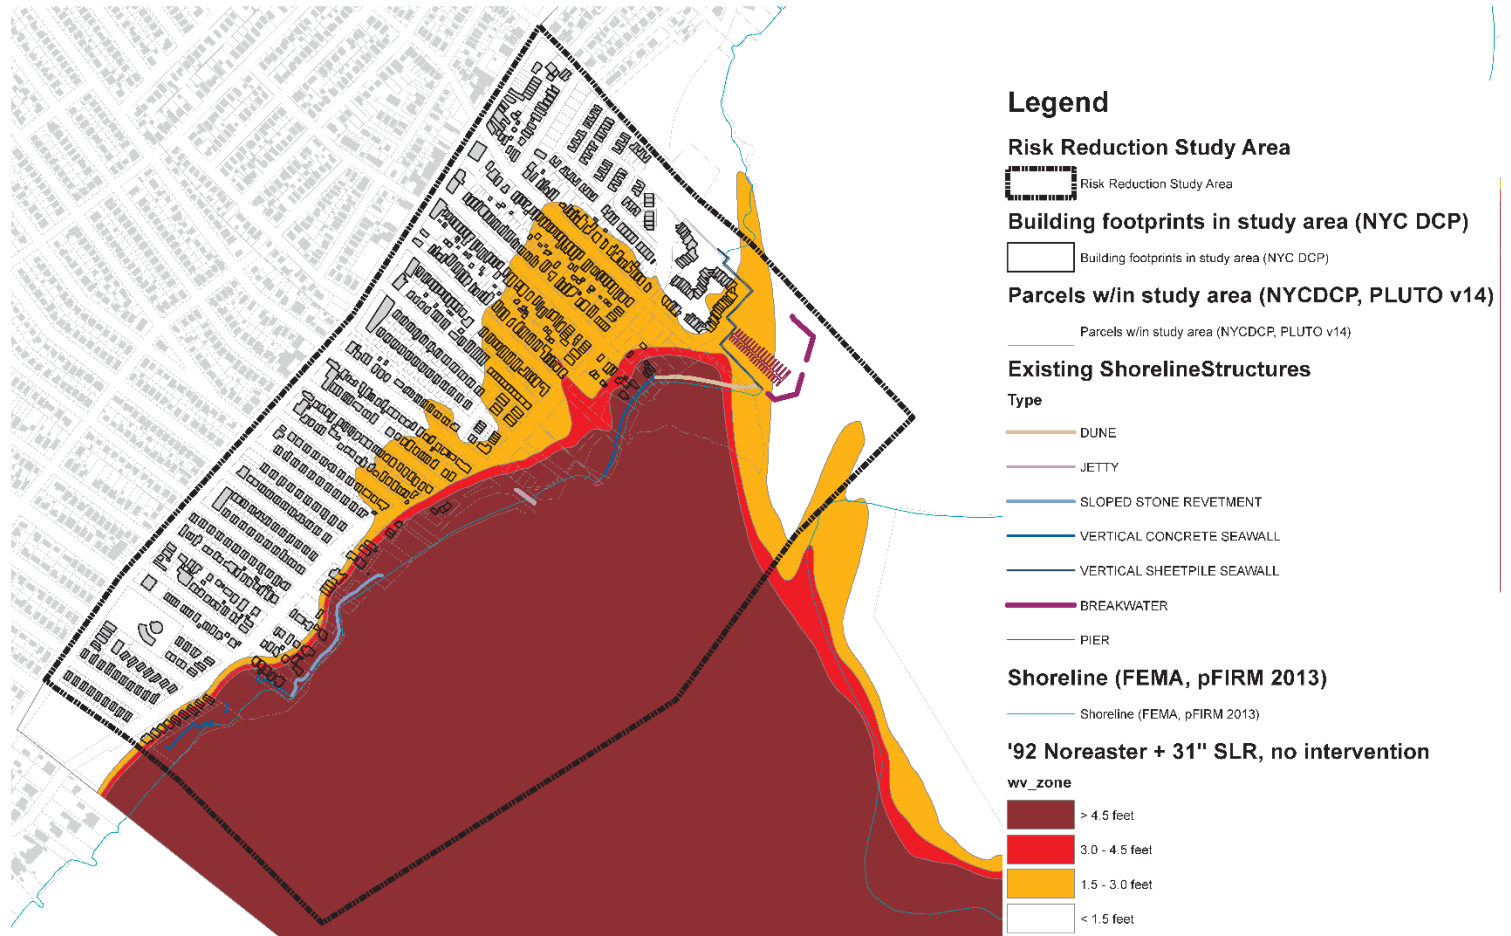 Legend
Risk Reduction Study Area
Risk Reduction Study Area
Building footprints in study area (NYC DCP)
Building footprints in study area (NYC DCP)
Parcels w/in study area (NYCDCP, PLUTO v14)
Parcels w/in study area (NYCDCP, PLUTO v14)
Existing ShorelineStructures
Type
DUNE
JETTY
SLOPED STONE REVETMENT
VERTICAL CONCRETE SEAWALL
VERTICAL SHEETPILE SEAWALL
BREAKWATER
PIER
Shoreline (FEMA, pFIRM 2013)
Shoreline (FEMA, pFIRM 2013)
'92 Noreaster + 31" SLR, no intervention
wv_zone
> 4.5 feet
3.0 - 4.5 feet
1.5 - 3.0 feet
< 1.5 feet